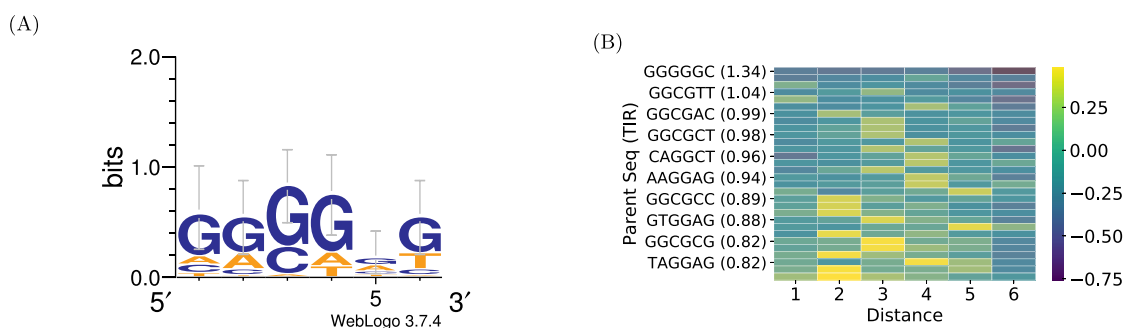 (A)
2.0
1.0
0.0
bits
G A C T
G A C
G C A
G A T
G A C
G T C
5′
5
3′
WebLogo 3.7.4
(B)
Parent Seq (TIR)
GGGGGC (1.34)
GGCGTT (1.04)
GGCGAC (0.99)
GGCGCT (0.98)
CAGGCT (0.96)
AAGGAG (0.94)
GGCGCC (0.89)
GTGGAG (0.88)
GGCGCG (0.82)
TAGGAG (0.82)
1 2 3 4 5 6
Distance
0.25
0.00
−0.25
−0.50
−0.75